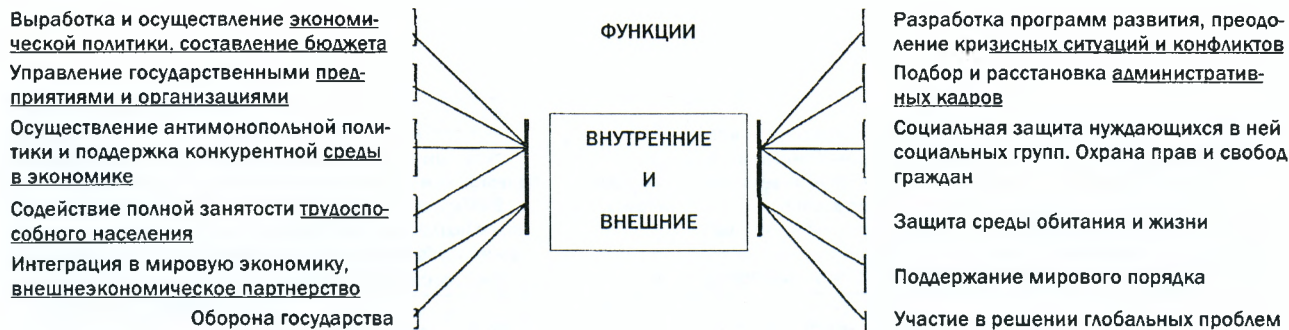 Выработка и осуществление экономи-
ческой политики. составление бюджета
Управление государственными пред-
приятиями и организациями
Осуществление антимонопольной поли-
тики и поддержка конкурентной среды
в экономике
Содействие полной занятости трудоспо-
собного населения
Интеграция в мировую экономику,
внешнеэкономическое партнерство
Оборона государства
ФУНКЦИИ
ВНУТРЕННИЕ
И
ВНЕШНИЕ
Разработка программ развития, преодо-
ление кризисных ситуаций и конфликтов
Подбор и расстановка административ-
ных кадров
Социальная защита нуждающихся в ней
социальных групп. Охрана прав и свобод
граждан
Защита среды обитания и жизни
Поддержание мирового порядка
Участие в решении глобальных проблем